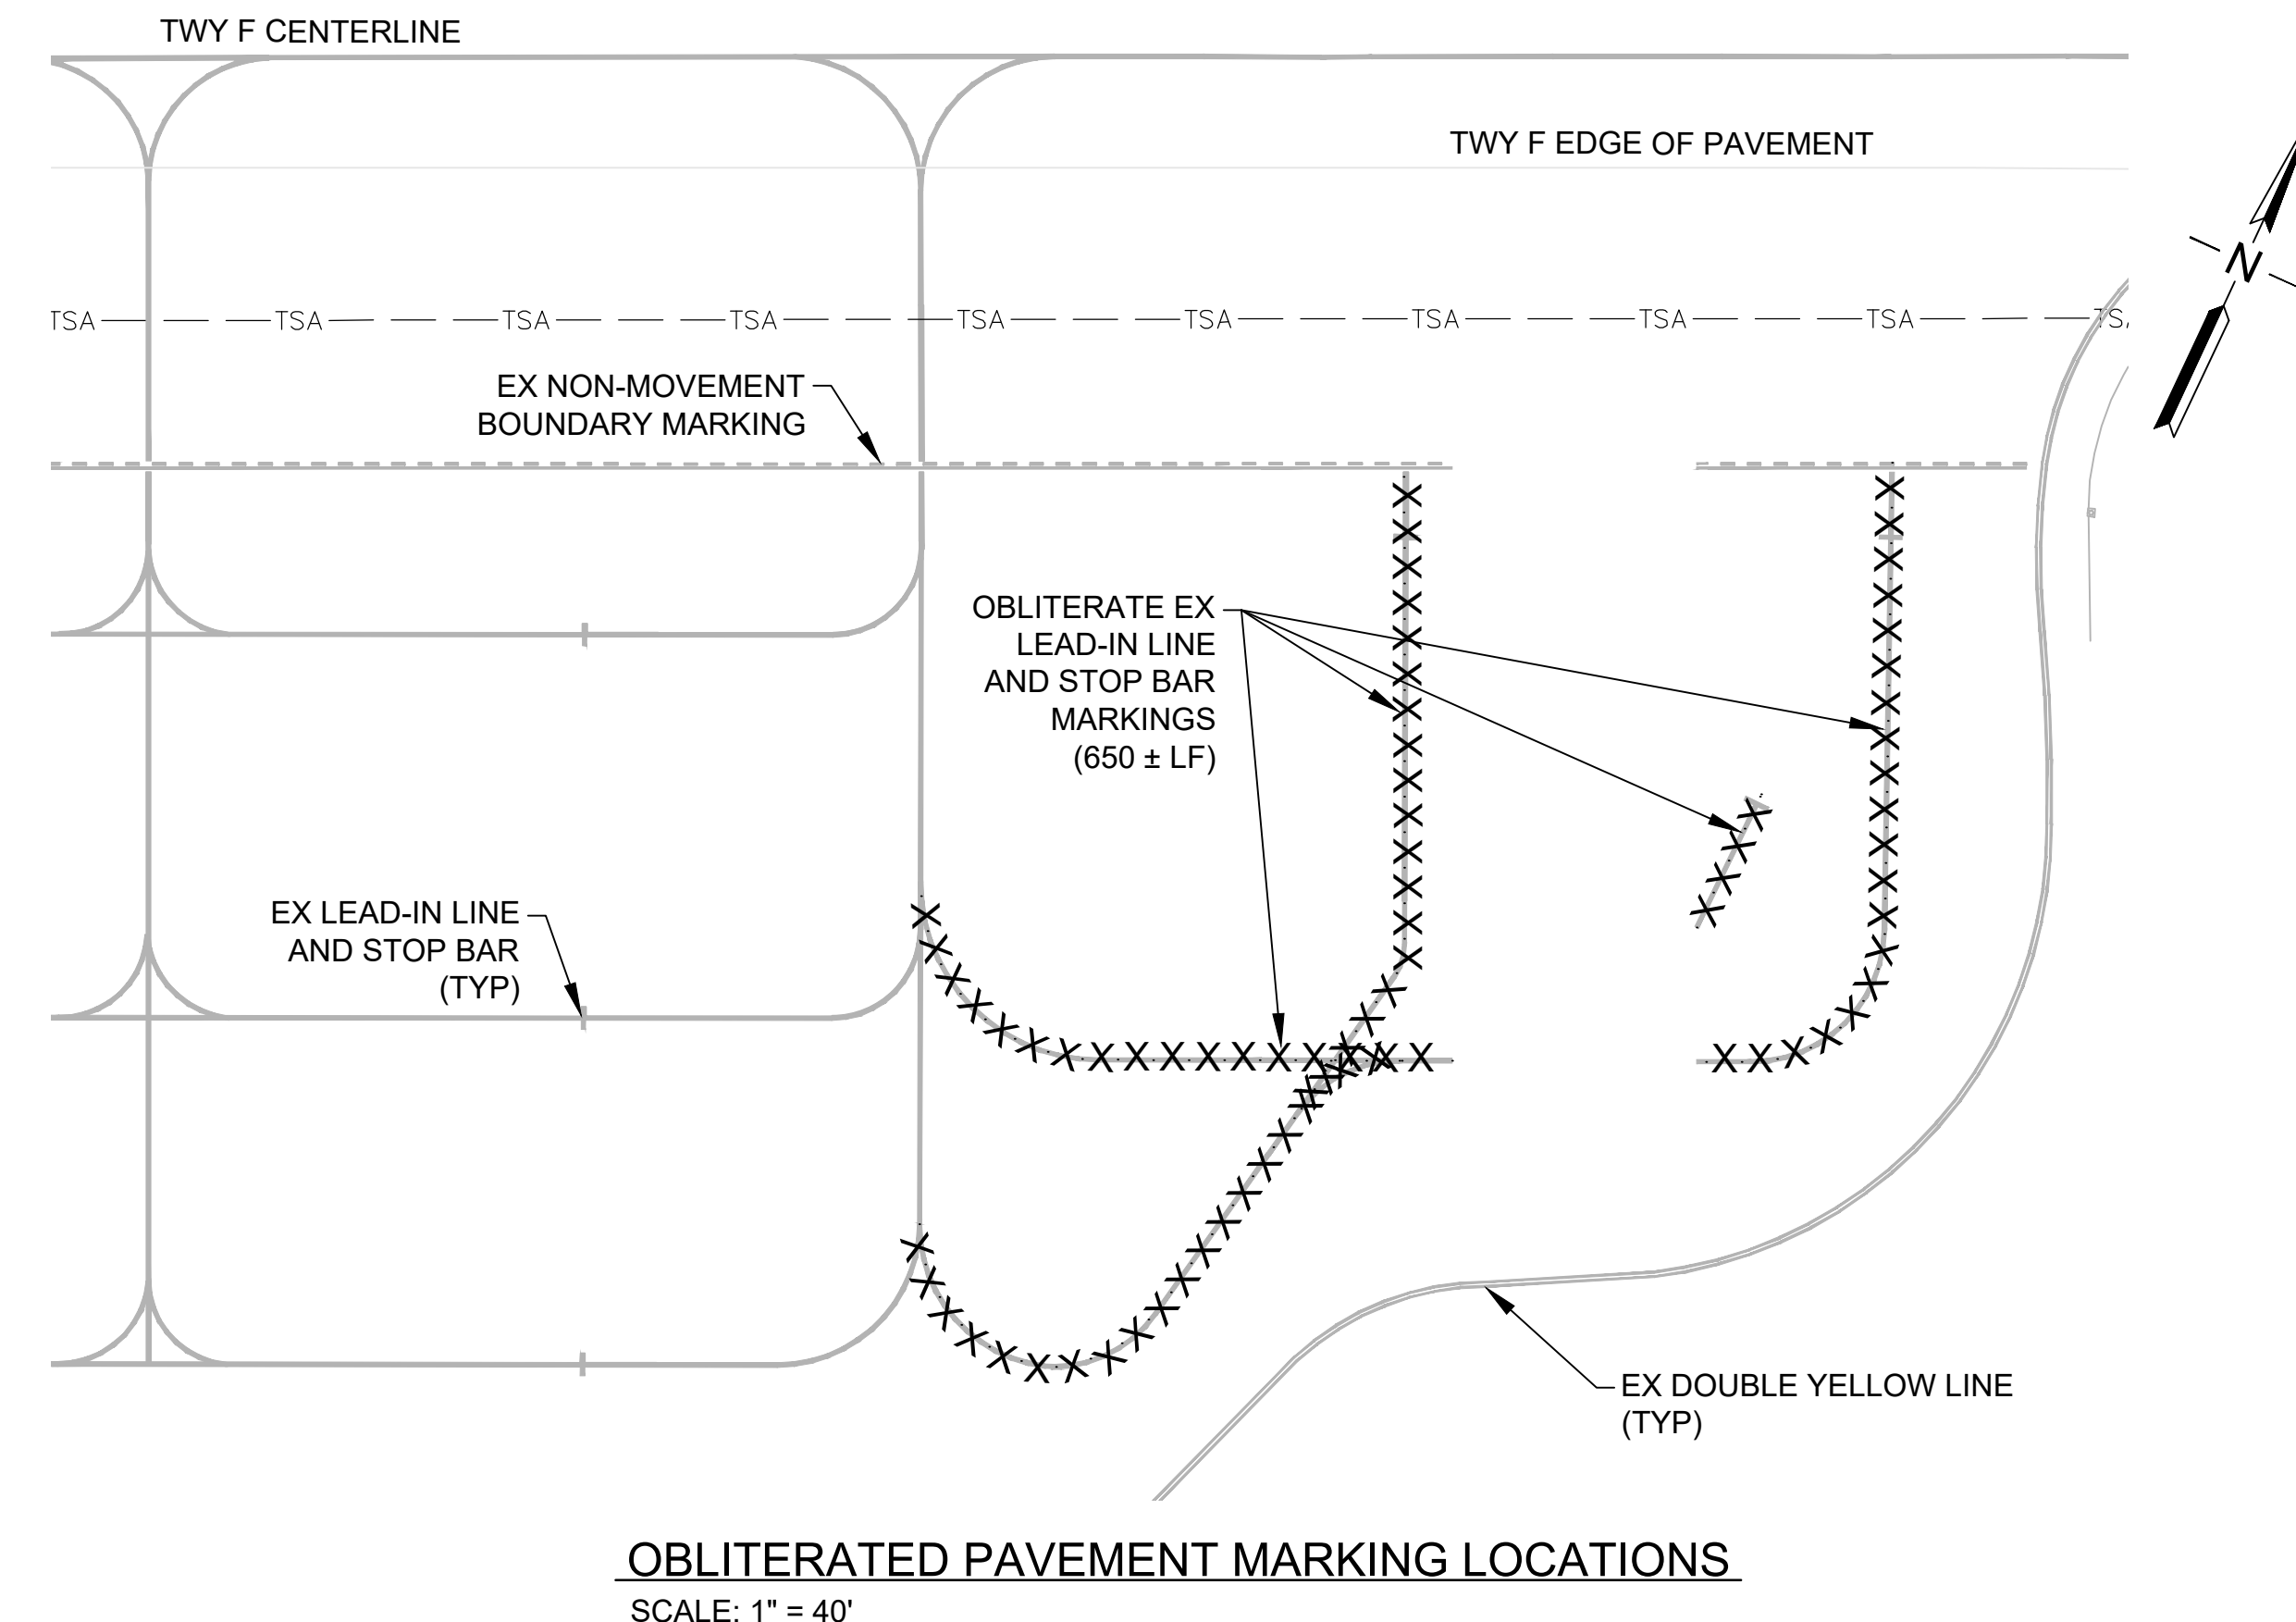 TWY F CENTERLINE
TWY F EDGE OF PAVEMENT
N
TSA TSA TSA TSA TSA TSA TSA TSA TSA TS
EX NON-MOVEMENT
BOUNDARY MARKING
OBLITERATE EX
LEAD-IN LINE
AND STOP BAR
MARKINGS
(650 ± LF)
EX LEAD-IN LINE
AND STOP BAR
(TYP)
EX DOUBLE YELLOW LINE
(TYP)
OBLITERATED PAVEMENT MARKING LOCATIONS
SCALE: 1" = 40'